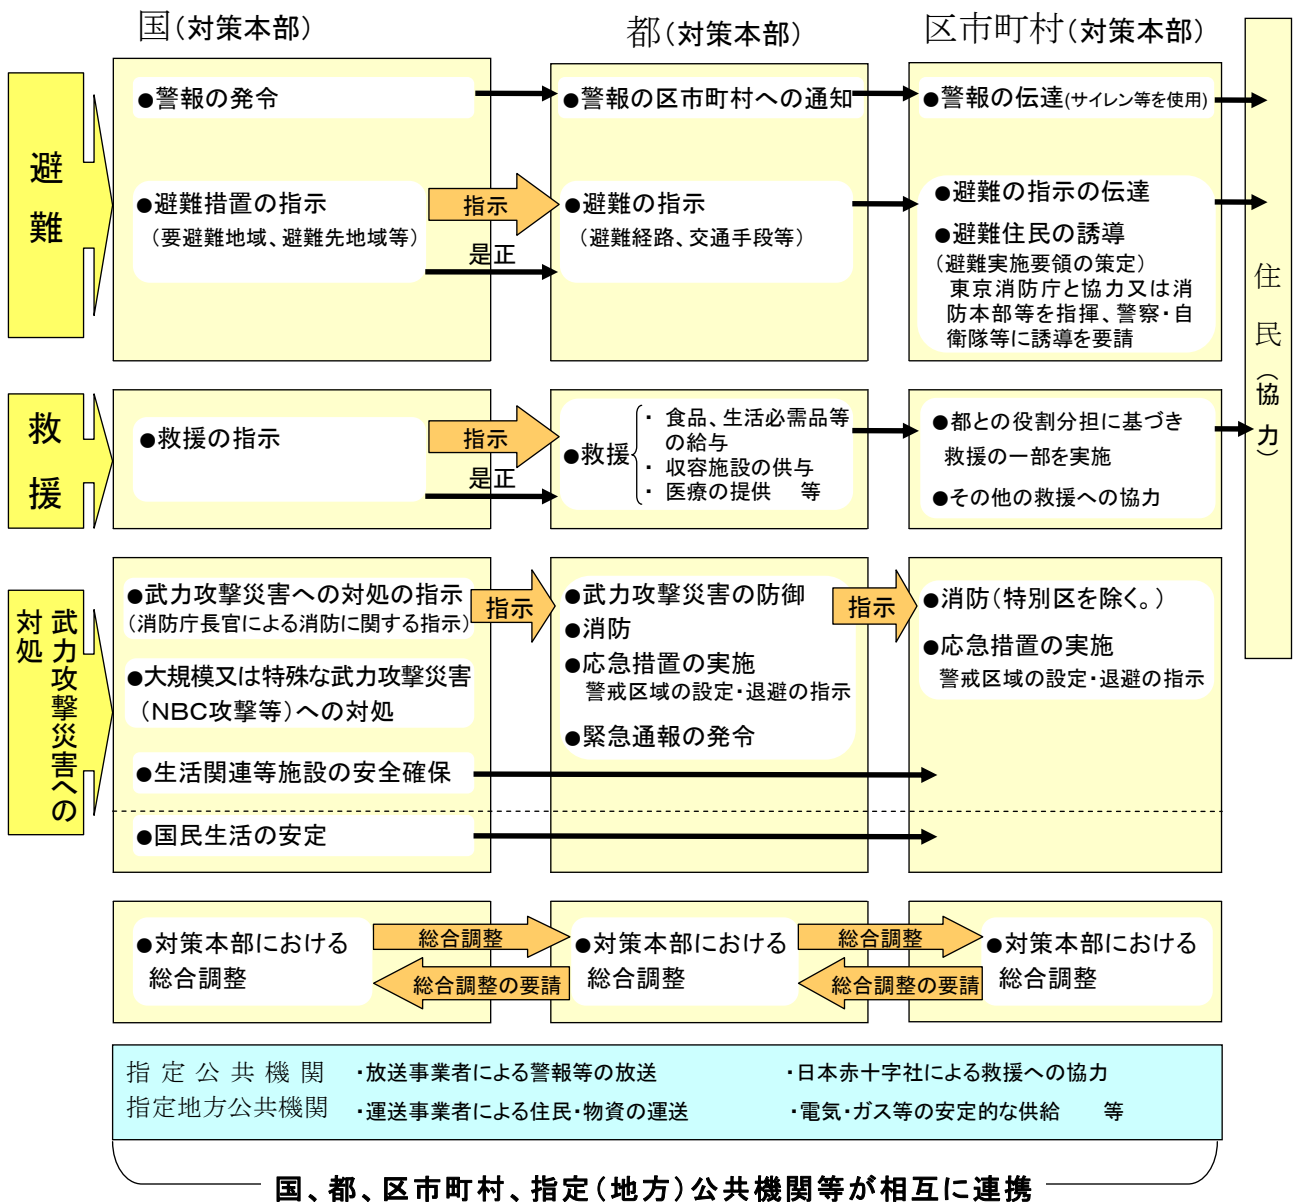 国(対策本部)
都(対策本部)
区市町村(対策本部)
避難
●警報の発令
●警報の区市町村への通知
●警報の伝達(サイレン等を使用)
●避難措置の指示
(要避難地域、避難先地域等)
指示
是正
●避難の指示
(避難経路、交通手段等)
●避難の指示の伝達
●避難住民の誘導
(避難実施要領の策定)
東京消防庁と協力又は消
防本部等を指揮、警察・自
衛隊等に誘導を要請
住民(協力)
救援
●救援の指示
指示
是正
●救援
・ 食品、生活必需品等
の給与
・ 収容施設の供与
・ 医療の提供 等
●都との役割分担に基づき
救援の一部を実施
●その他の救援への協力
武力攻撃災害への
対処
●武力攻撃災害への対処の指示
(消防庁長官による消防に関する指示)
●大規模又は特殊な武力攻撃災害
(NBC攻撃等)への対処
●生活関連等施設の安全確保
●国民生活の安定
指示
●武力攻撃災害の防御
●消防
●応急措置の実施
警戒区域の設定・退避の指示
●緊急通報の発令
指示
●消防(特別区を除く。)
●応急措置の実施
警戒区域の設定・退避の指示
●対策本部における
総合調整
総合調整
総合調整の要請
●対策本部における
総合調整
総合調整
総合調整の要請
●対策本部における
総合調整
指定公共機関
指定地方公共機関
・放送事業者による警報等の放送
・日本赤十字社による救援への協力
・運送事業者による住民・物資の運送
・電気・ガス等の安定的な供給 等
国、都、区市町村、指定(地方)公共機関等が相互に連携